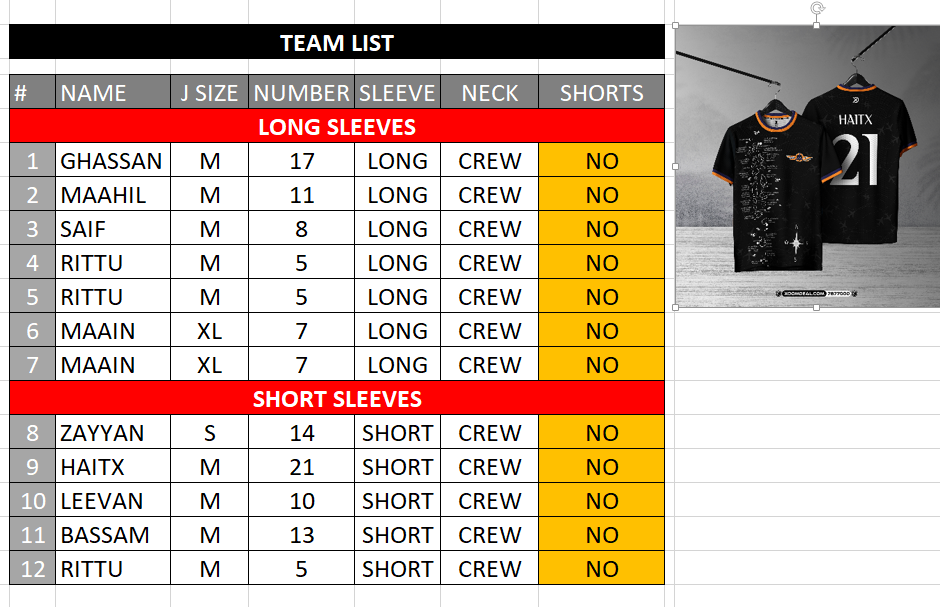 TEAM LIST
# NAME J SIZE NUMBER SLEEVE NECK SHORTS
LONG SLEEVES
1 GHASSAN M 17 LONG CREW NO
2 MAAHIL M 11 LONG CREW NO
3 SAIF M 8 LONG CREW NO
4 RITTU M 5 LONG CREW NO
5 RITTU M 5 LONG CREW NO
6 MAAIN XL 7 LONG CREW NO
7 MAAIN XL 7 LONG CREW NO
SHORT SLEEVES
8 ZAYYAN S 14 SHORT CREW NO
9 HAITX M 21 SHORT CREW NO
10 LEEVAN M 10 SHORT CREW NO
11 BASSAM M 13 SHORT CREW NO
12 RITTU M 5 SHORT CREW NO
HAITX
21